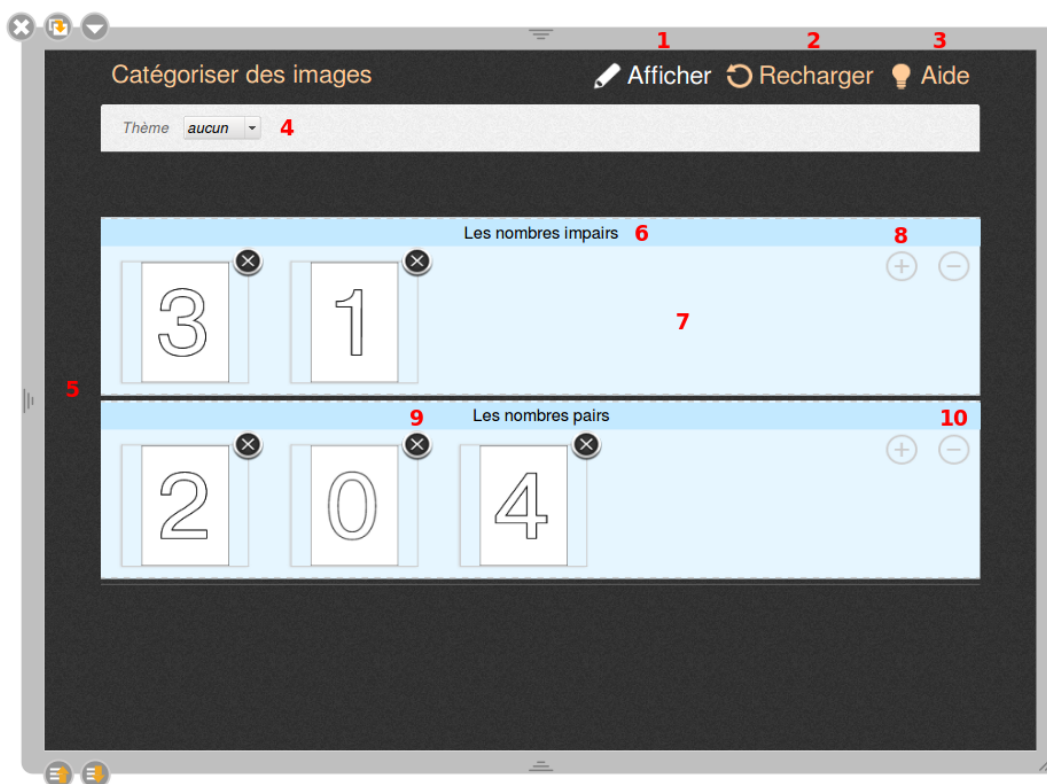 1 2 3
Catégoriser des images Afficher Recharger Aide
Thème aucun 4
Les nombres impairs 6 8
3 1 7
5
9 Les nombres pairs 10
2 0 4